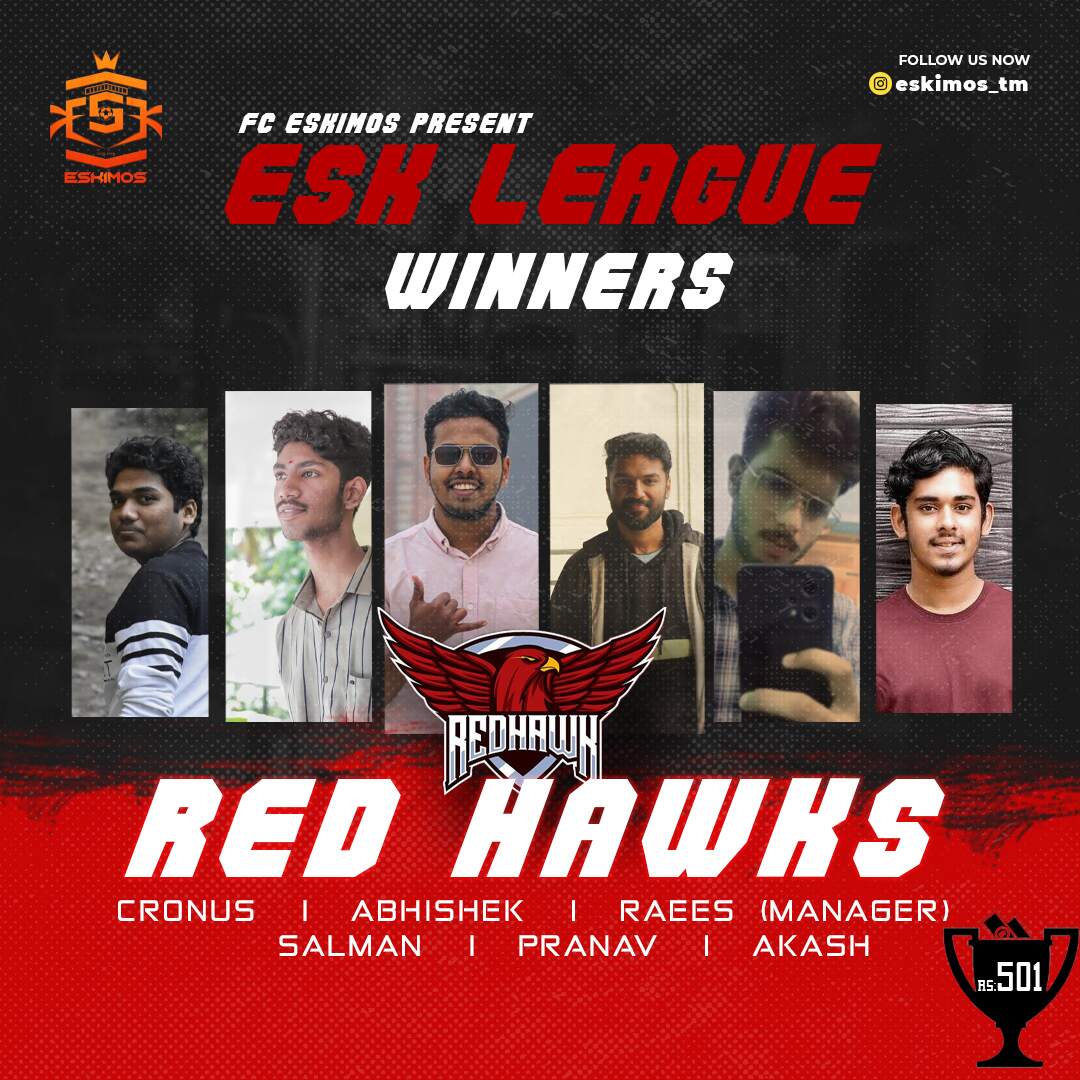 FOLLOW US NOW
eskimos_tm
ESKIMOS
FC ESKIMOS PRESENT
ESK LEAGUE
WINNERS
REDHAWK
RED HAWKS
CRONUS | ABHISHEK | RAEES (MANAGER)
SALMAN | PRANAV | AKASH
RS:501